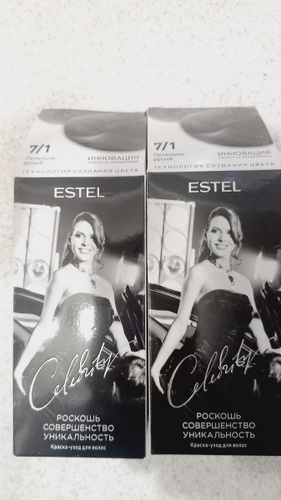 7/1
Пепельно-
русый
ИННОВАЦИЯ
ТЕХНОЛОГИЯ СОЗДАНИЯ ЦВЕТА
ESTEL
Celebrity
РОСКОШЬ
СОВЕРШЕНСТВО
УНИКАЛЬНОСТЬ
Краска-уход для волос
7/1
Пепельно-
русый
ИННОВАЦИЯ
ТЕХНОЛОГИЯ СОЗДАНИЯ ЦВЕТА
ESTEL
Celebrity
РОСКОШЬ
СОВЕРШЕНСТВО
УНИКАЛЬНОСТЬ
Краска-уход для волос